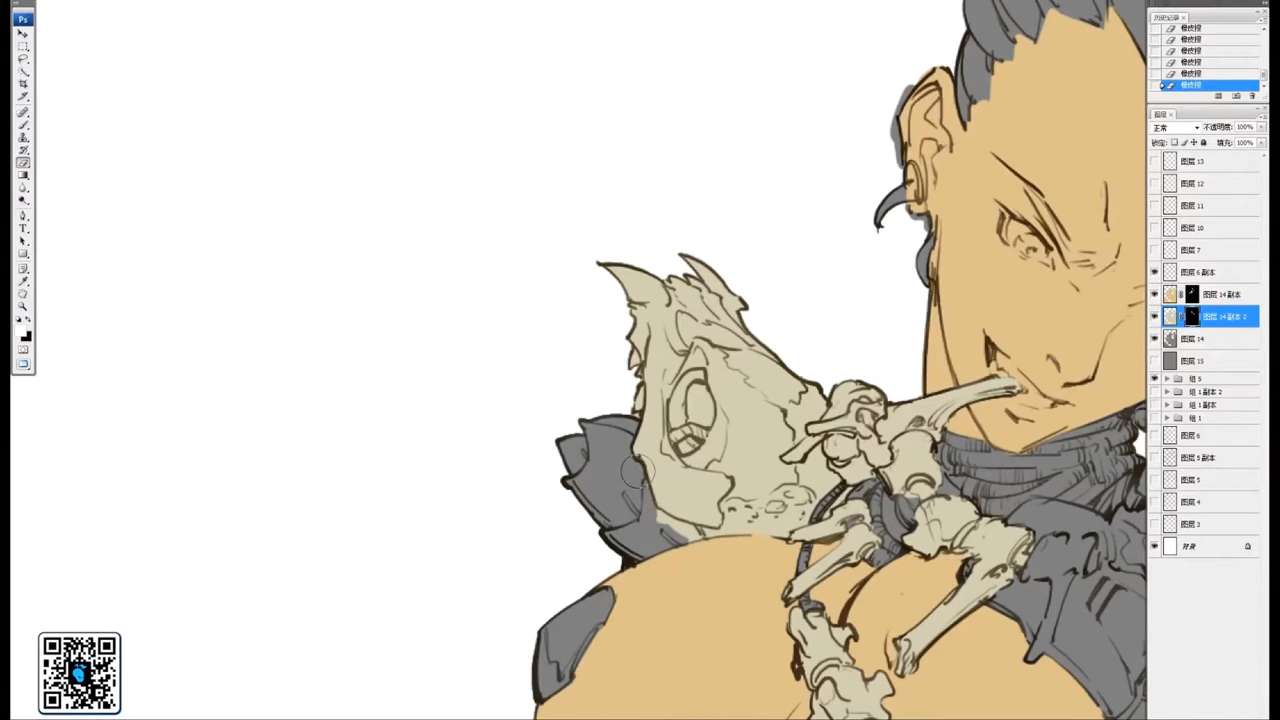 Ps
历史记录
橡皮擦
橡皮擦
橡皮擦
橡皮擦
橡皮擦
橡皮擦
图层
正常 不透明度: 100%
锁定: 填充: 100%
图层 13
图层 12
图层 11
图层 10
图层 7
图层 6 副本
图层 14 副本
图层 14 副本 2
图层 14
图层 15
组 5
组 1 副本 2
组 1 副本
组 1
图层 6
图层 5 副本
图层 5
图层 4
图层 3
背景